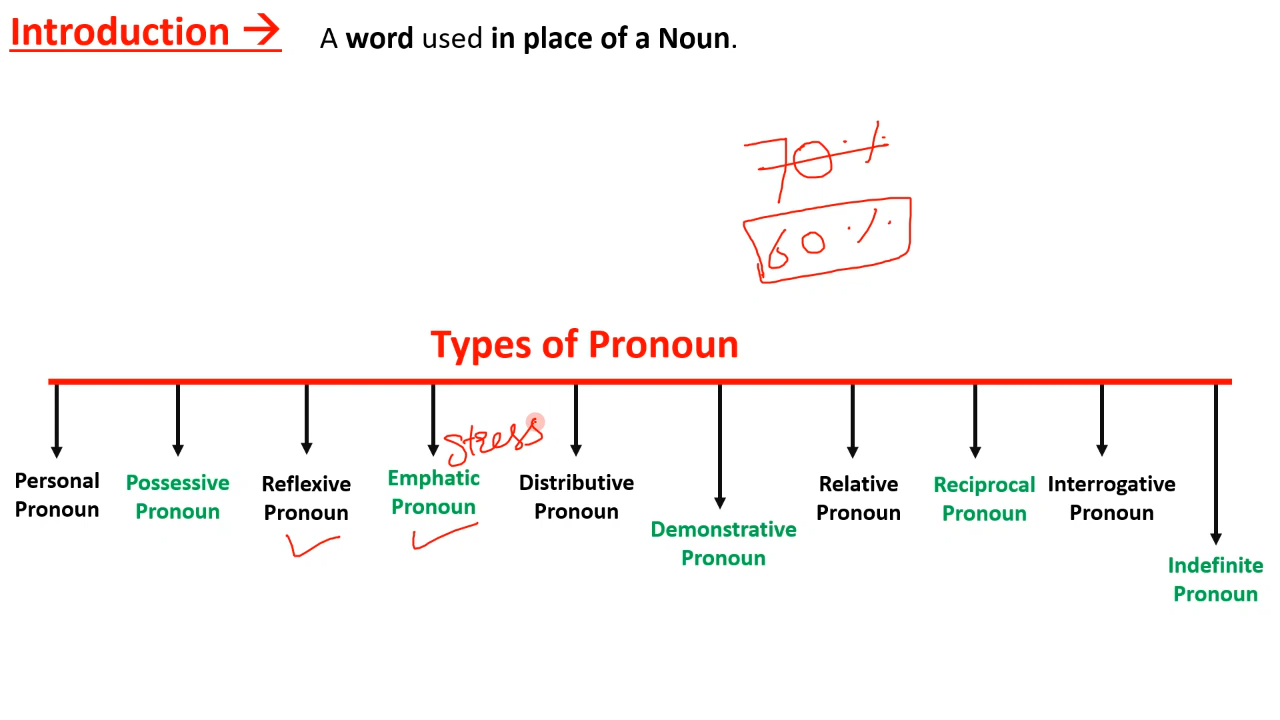 Introduction → A word used in place of a Noun.
70%
60%
Types of Pronoun
stress
Personal Pronoun
Possessive Pronoun
Reflexive Pronoun
Emphatic Pronoun
Distributive Pronoun
Demonstrative Pronoun
Relative Pronoun
Reciprocal Pronoun
Interrogative Pronoun
Indefinite Pronoun